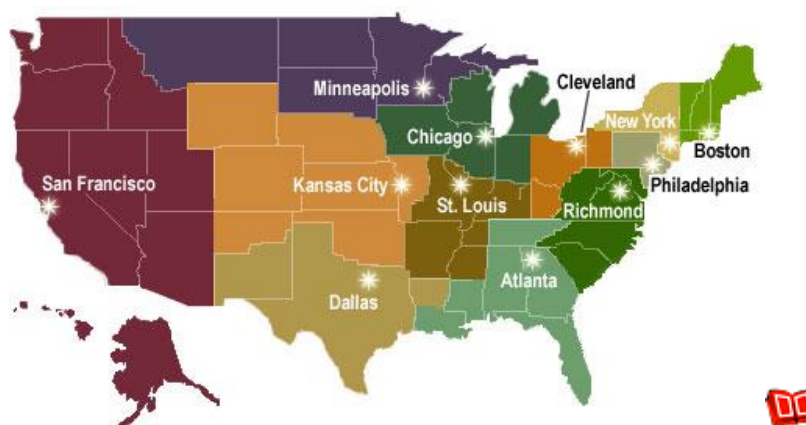 Cleveland
Minneapolis
New York
Chicago
Boston
Philadelphia
San Francisco
Kansas City
St. Louis
Richmond
Atlanta
Dallas